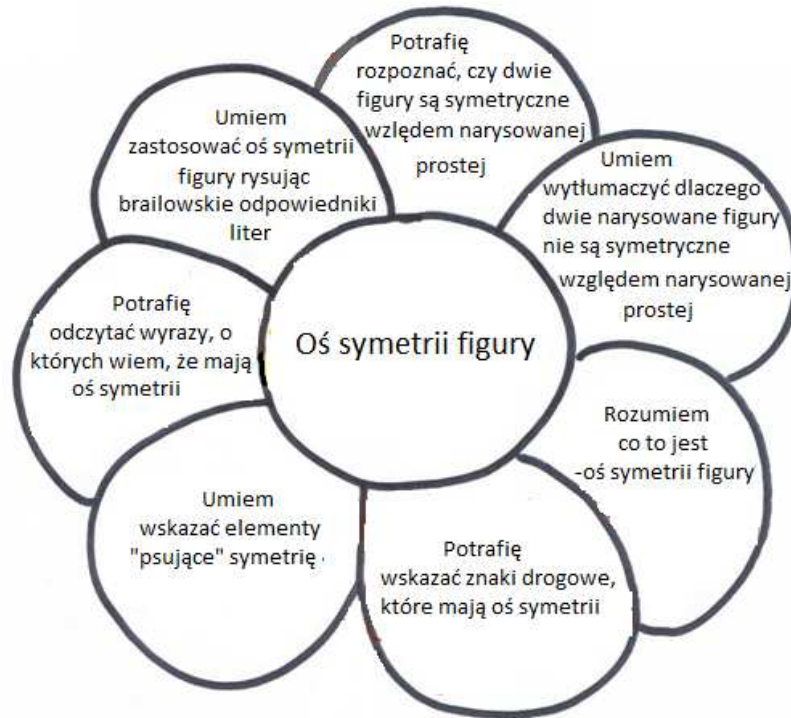 Potrafię
rozpoznać, czy dwie
figury są symetryczne
wzlędem narysowanej
prostej
Umiem
wytłumaczyć dlaczego
dwie narysowane figury
nie są symetryczne
względem narysowanej
prostej
Rozumiem
co to jest
-oś symetrii figury
Potrafię
wskazać znaki drogowe,
które mają oś symetrii
Umiem
wskazać elementy
"psujące" symetrię .
Potrafię
odczytać wyrazy, o
których wiem, że mają
oś symetrii
Umiem
zastosować oś symetrii
figury rysując
brailowskie odpowiedniki
liter
Oś symetrii figury